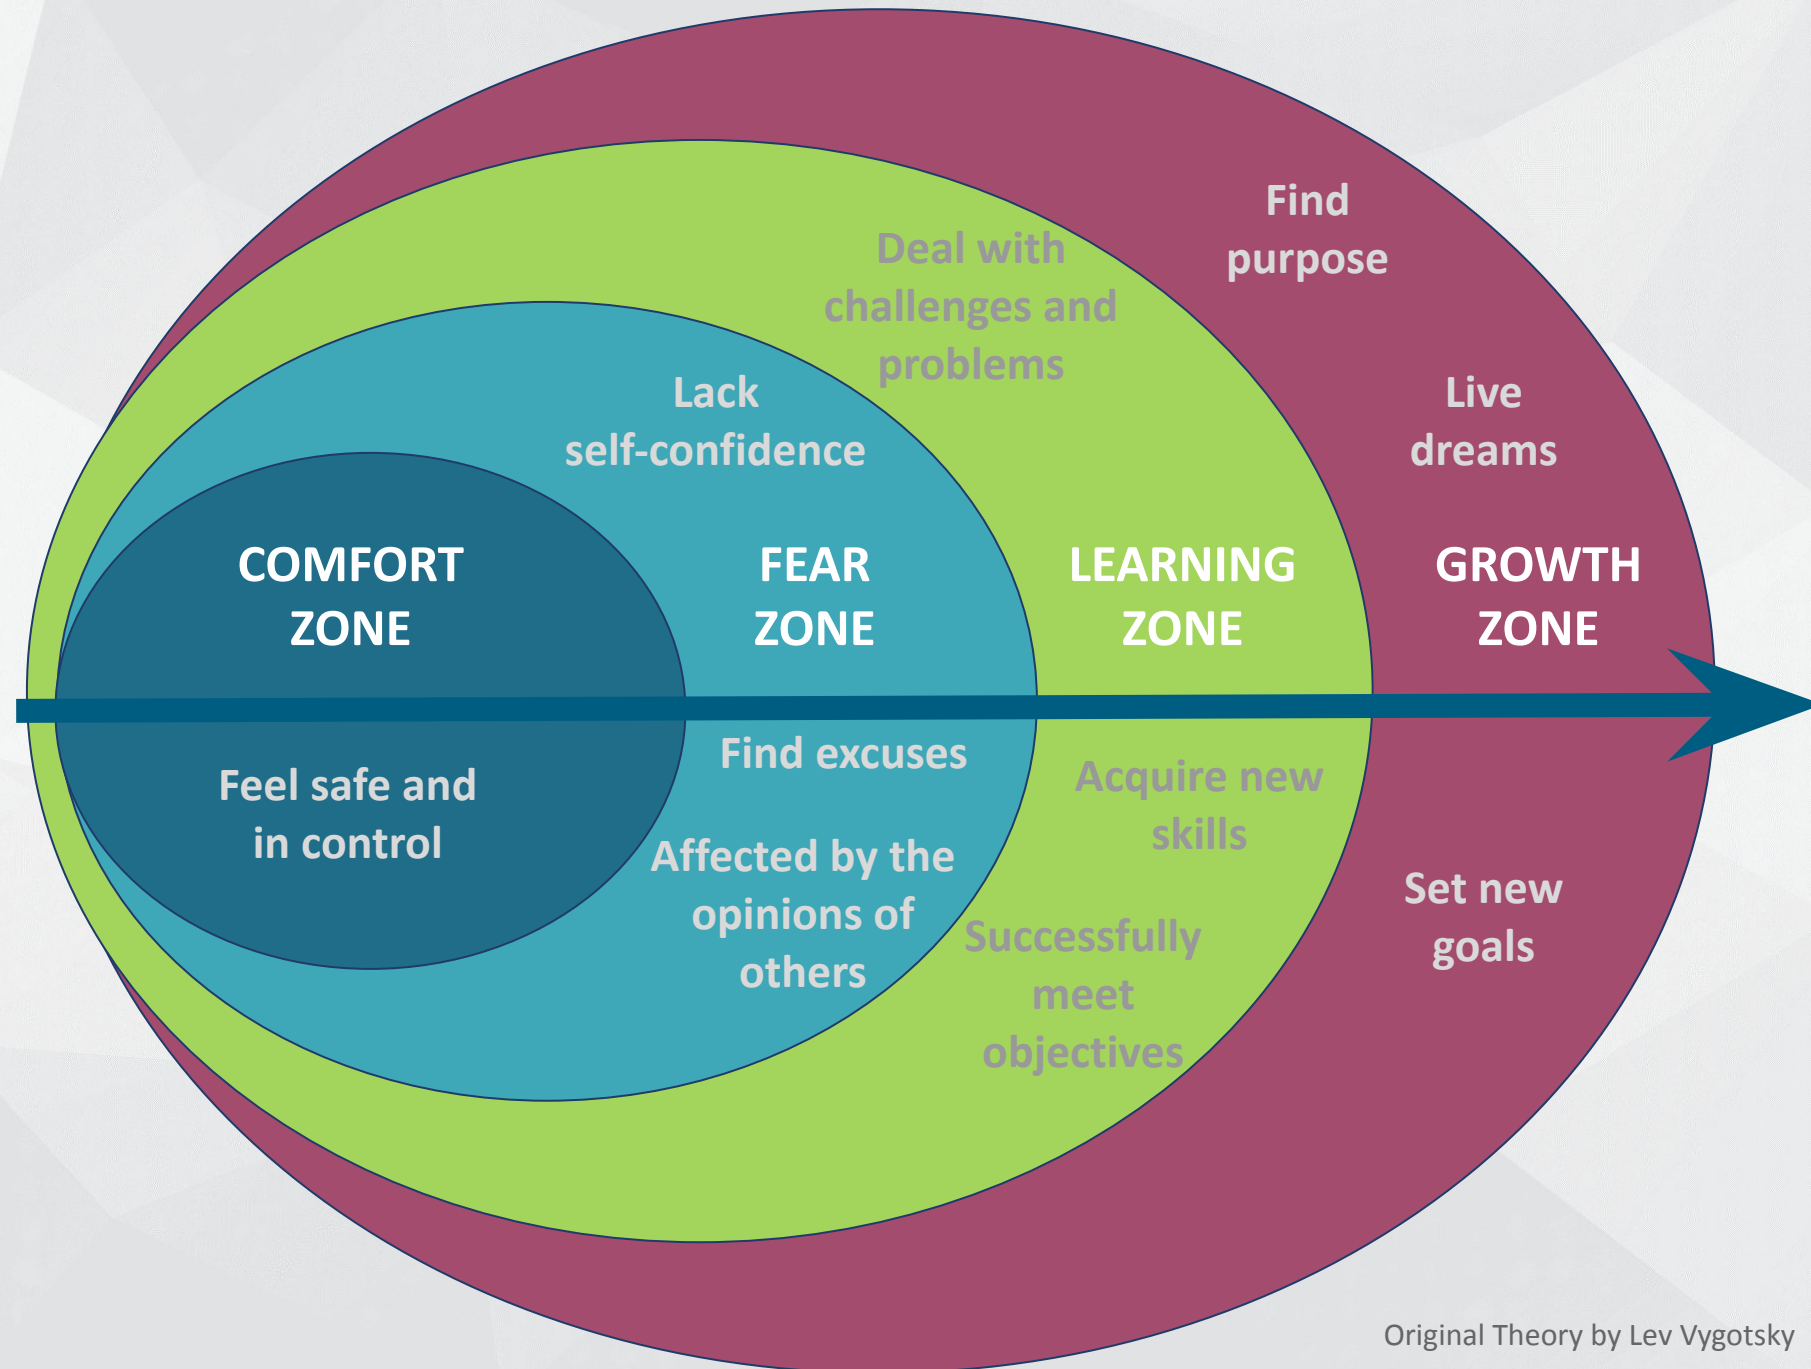 Find
purpose
Deal with
challenges and
problems
Lack
self-confidence
Live
dreams
COMFORT
ZONE
FEAR
ZONE
LEARNING
ZONE
GROWTH
ZONE
Feel safe and
in control
Find excuses
Affected by the
opinions of
others
Acquire new
skills
Successfully
meet
objectives
Set new
goals
Original Theory by Lev Vygotsky